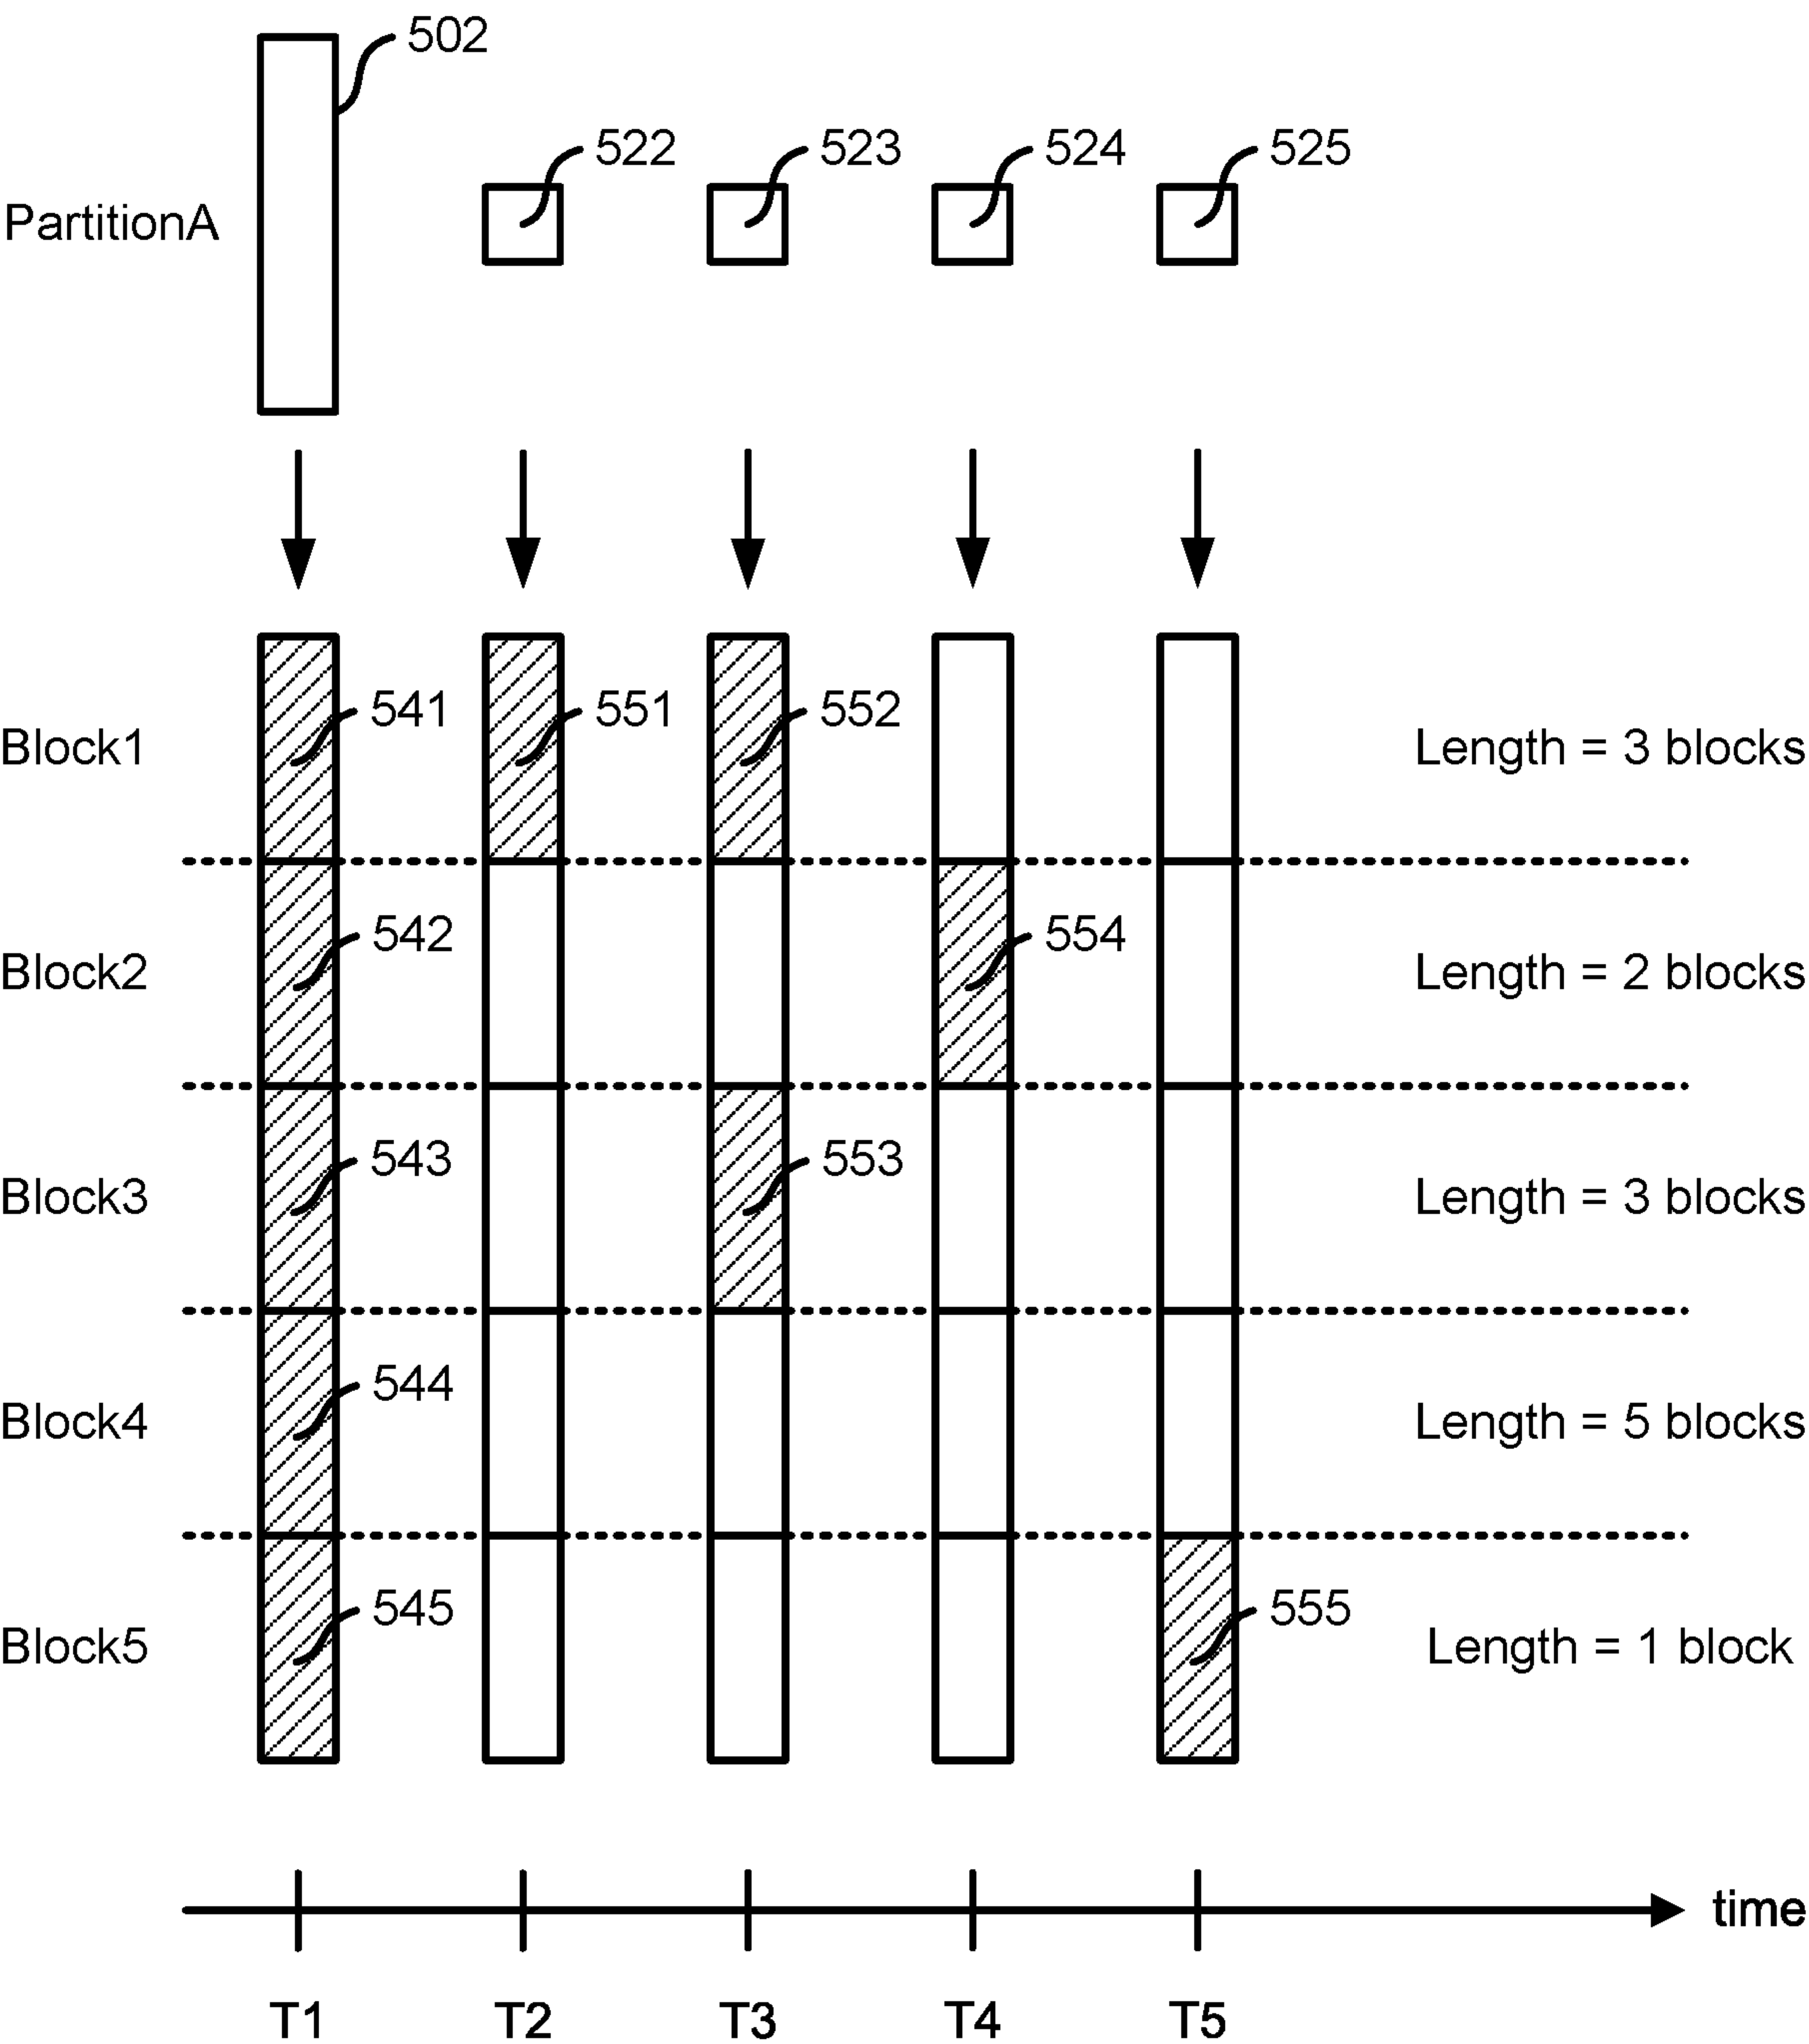 502
522 523 524 525
PartitionA
541 551 552
Block1 Length = 3 blocks
542 554
Block2 Length = 2 blocks
543 553
Block3 Length = 3 blocks
544
Block4 Length = 5 blocks
545 555
Block5 Length = 1 block
time
T1 T2 T3 T4 T5